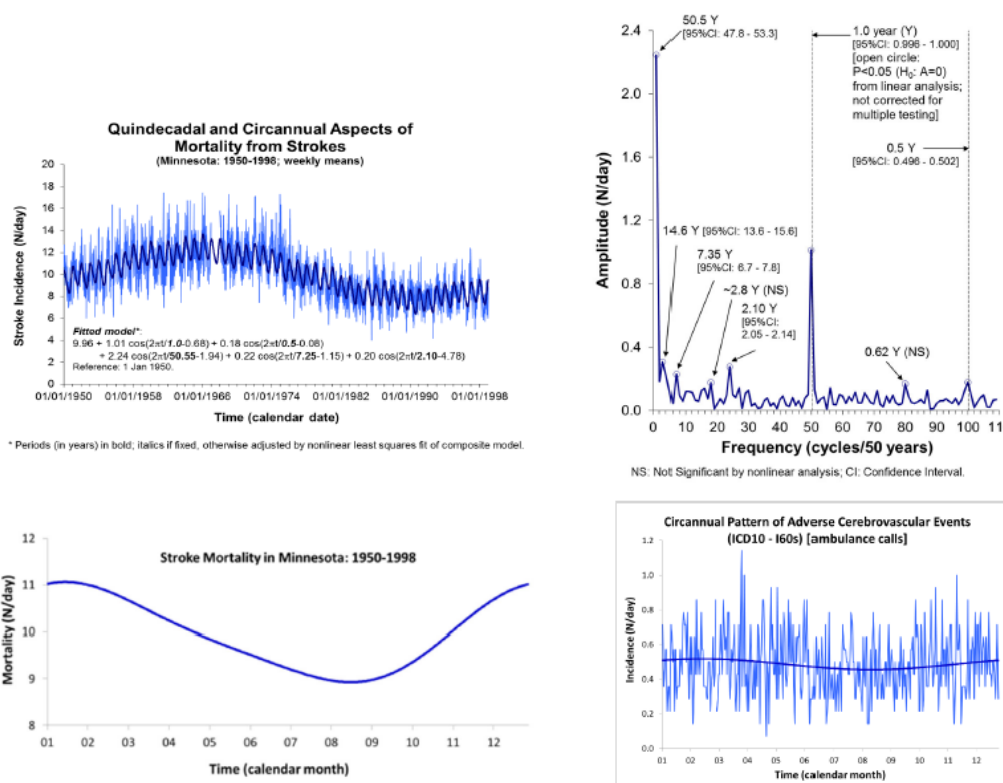 Quindecadal and Circannual Aspects of
Mortality from Strokes
(Minnesota: 1950-1998; weekly means)
Stroke Incidence (N/day)
20
18
16
14
12
10
8
6
4
2
0
Fitted model*:
9.96 + 1.01 cos(2πt/1.0-0.68) + 0.18 cos(2πt/0.5-0.08)
+ 2.24 cos(2πt/50.55-1.94) + 0.22 cos(2πt/7.25-1.15) + 0.20 cos(2πt/2.10-4.78)
Reference: 1 Jan 1950.
01/01/1950 01/01/1958 01/01/1966 01/01/1974 01/01/1982 01/01/1990 01/01/1998
Time (calendar date)
* Periods (in years) in bold; italics if fixed, otherwise adjusted by nonlinear least squares fit of composite model.
Amplitude (N/day)
2.4
2.0
1.6
1.2
0.8
0.4
0.0
50.5 Y
[95%CI: 47.8 - 53.3]
1.0 year (Y)
[95%CI: 0.996 - 1.000]
[open circle:
P<0.05 (H₀: A=0)
from linear analysis;
not corrected for
multiple testing]
0.5 Y
[95%CI: 0.496 - 0.502]
14.6 Y [95%CI: 13.6 - 15.6]
7.35 Y
[95%CI: 6.7 - 7.8]
~2.8 Y (NS)
2.10 Y
[95%CI:
2.05 - 2.14]
0.62 Y (NS)
0 10 20 30 40 50 60 70 80 90 100 11
Frequency (cycles/50 years)
NS: Not Significant by nonlinear analysis; CI: Confidence Interval.
Stroke Mortality in Minnesota: 1950-1998
Mortality (N/day)
12
11
10
9
8
01 02 03 04 05 06 07 08 09 10 11 12
Time (calendar month)
Circannual Pattern of Adverse Cerebrovascular Events
(ICD10 - I60s) [ambulance calls]
Incidence (N/day)
1.2
1.0
0.8
0.6
0.4
0.2
0.0
01 02 03 04 05 06 07 08 09 10 11 12
Time (calendar month)